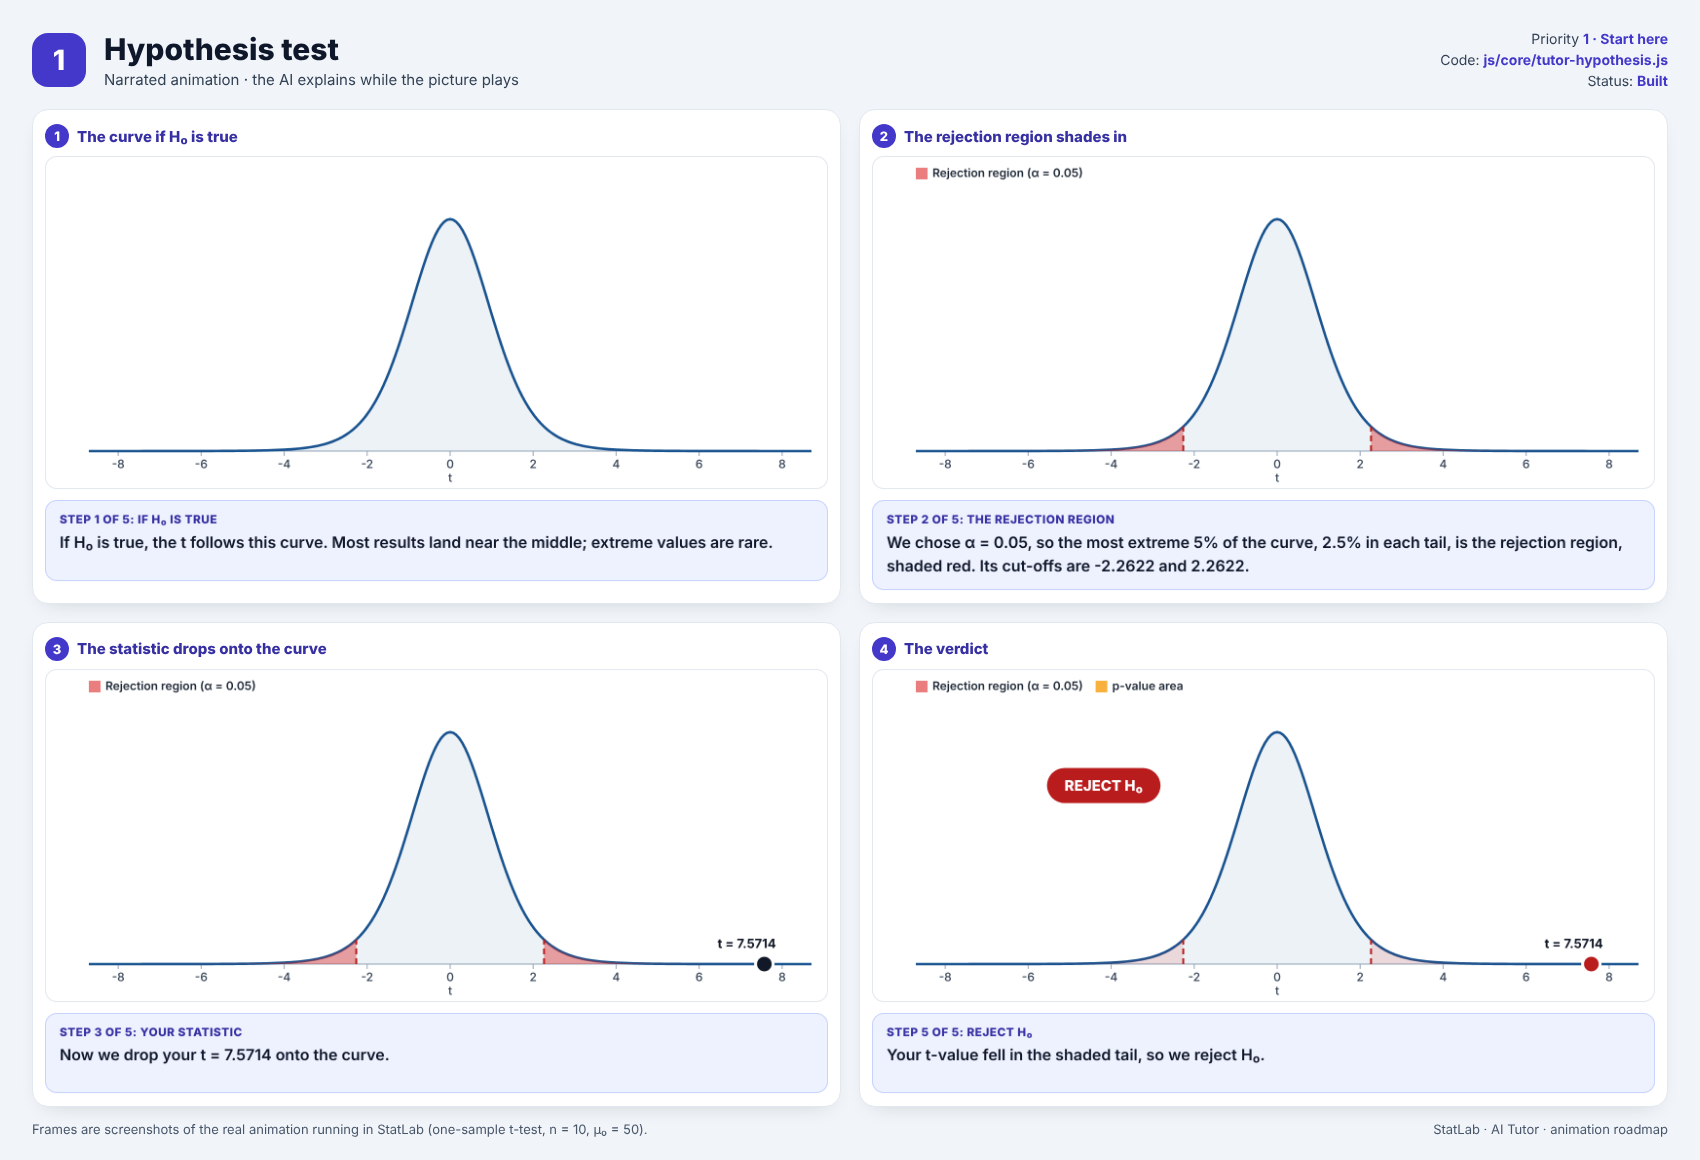 1
Hypothesis test
Narrated animation · the AI explains while the picture plays
Priority 1 · Start here
Code: js/core/tutor-hypothesis.js
Status: Built
1 The curve if H₀ is true
-8 -6 -4 -2 0 2 4 6 8
t
STEP 1 OF 5: IF H₀ IS TRUE
If H₀ is true, the t follows this curve. Most results land near the middle; extreme values are rare.
2 The rejection region shades in
Rejection region (α = 0.05)
-8 -6 -4 -2 0 2 4 6 8
t
STEP 2 OF 5: THE REJECTION REGION
We chose α = 0.05, so the most extreme 5% of the curve, 2.5% in each tail, is the rejection region,
shaded red. Its cut-offs are -2.2622 and 2.2622.
3 The statistic drops onto the curve
Rejection region (α = 0.05)
t = 7.5714
-8 -6 -4 -2 0 2 4 6 8
t
STEP 3 OF 5: YOUR STATISTIC
Now we drop your t = 7.5714 onto the curve.
4 The verdict
Rejection region (α = 0.05) p-value area
REJECT H₀
t = 7.5714
-8 -6 -4 -2 0 2 4 6 8
t
STEP 5 OF 5: REJECT H₀
Your t-value fell in the shaded tail, so we reject H₀.
Frames are screenshots of the real animation running in StatLab (one-sample t-test, n = 10, μ₀ = 50).
StatLab · AI Tutor · animation roadmap